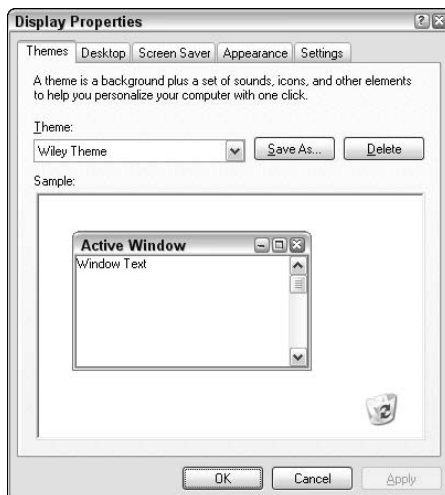 Display Properties
Themes Desktop Screen Saver Appearance Settings
A theme is a background plus a set of sounds, icons, and other elements
to help you personalize your computer with one click.
Theme:
Wiley Theme Save As... Delete
Sample:
Active Window
Window Text
OK Cancel Apply